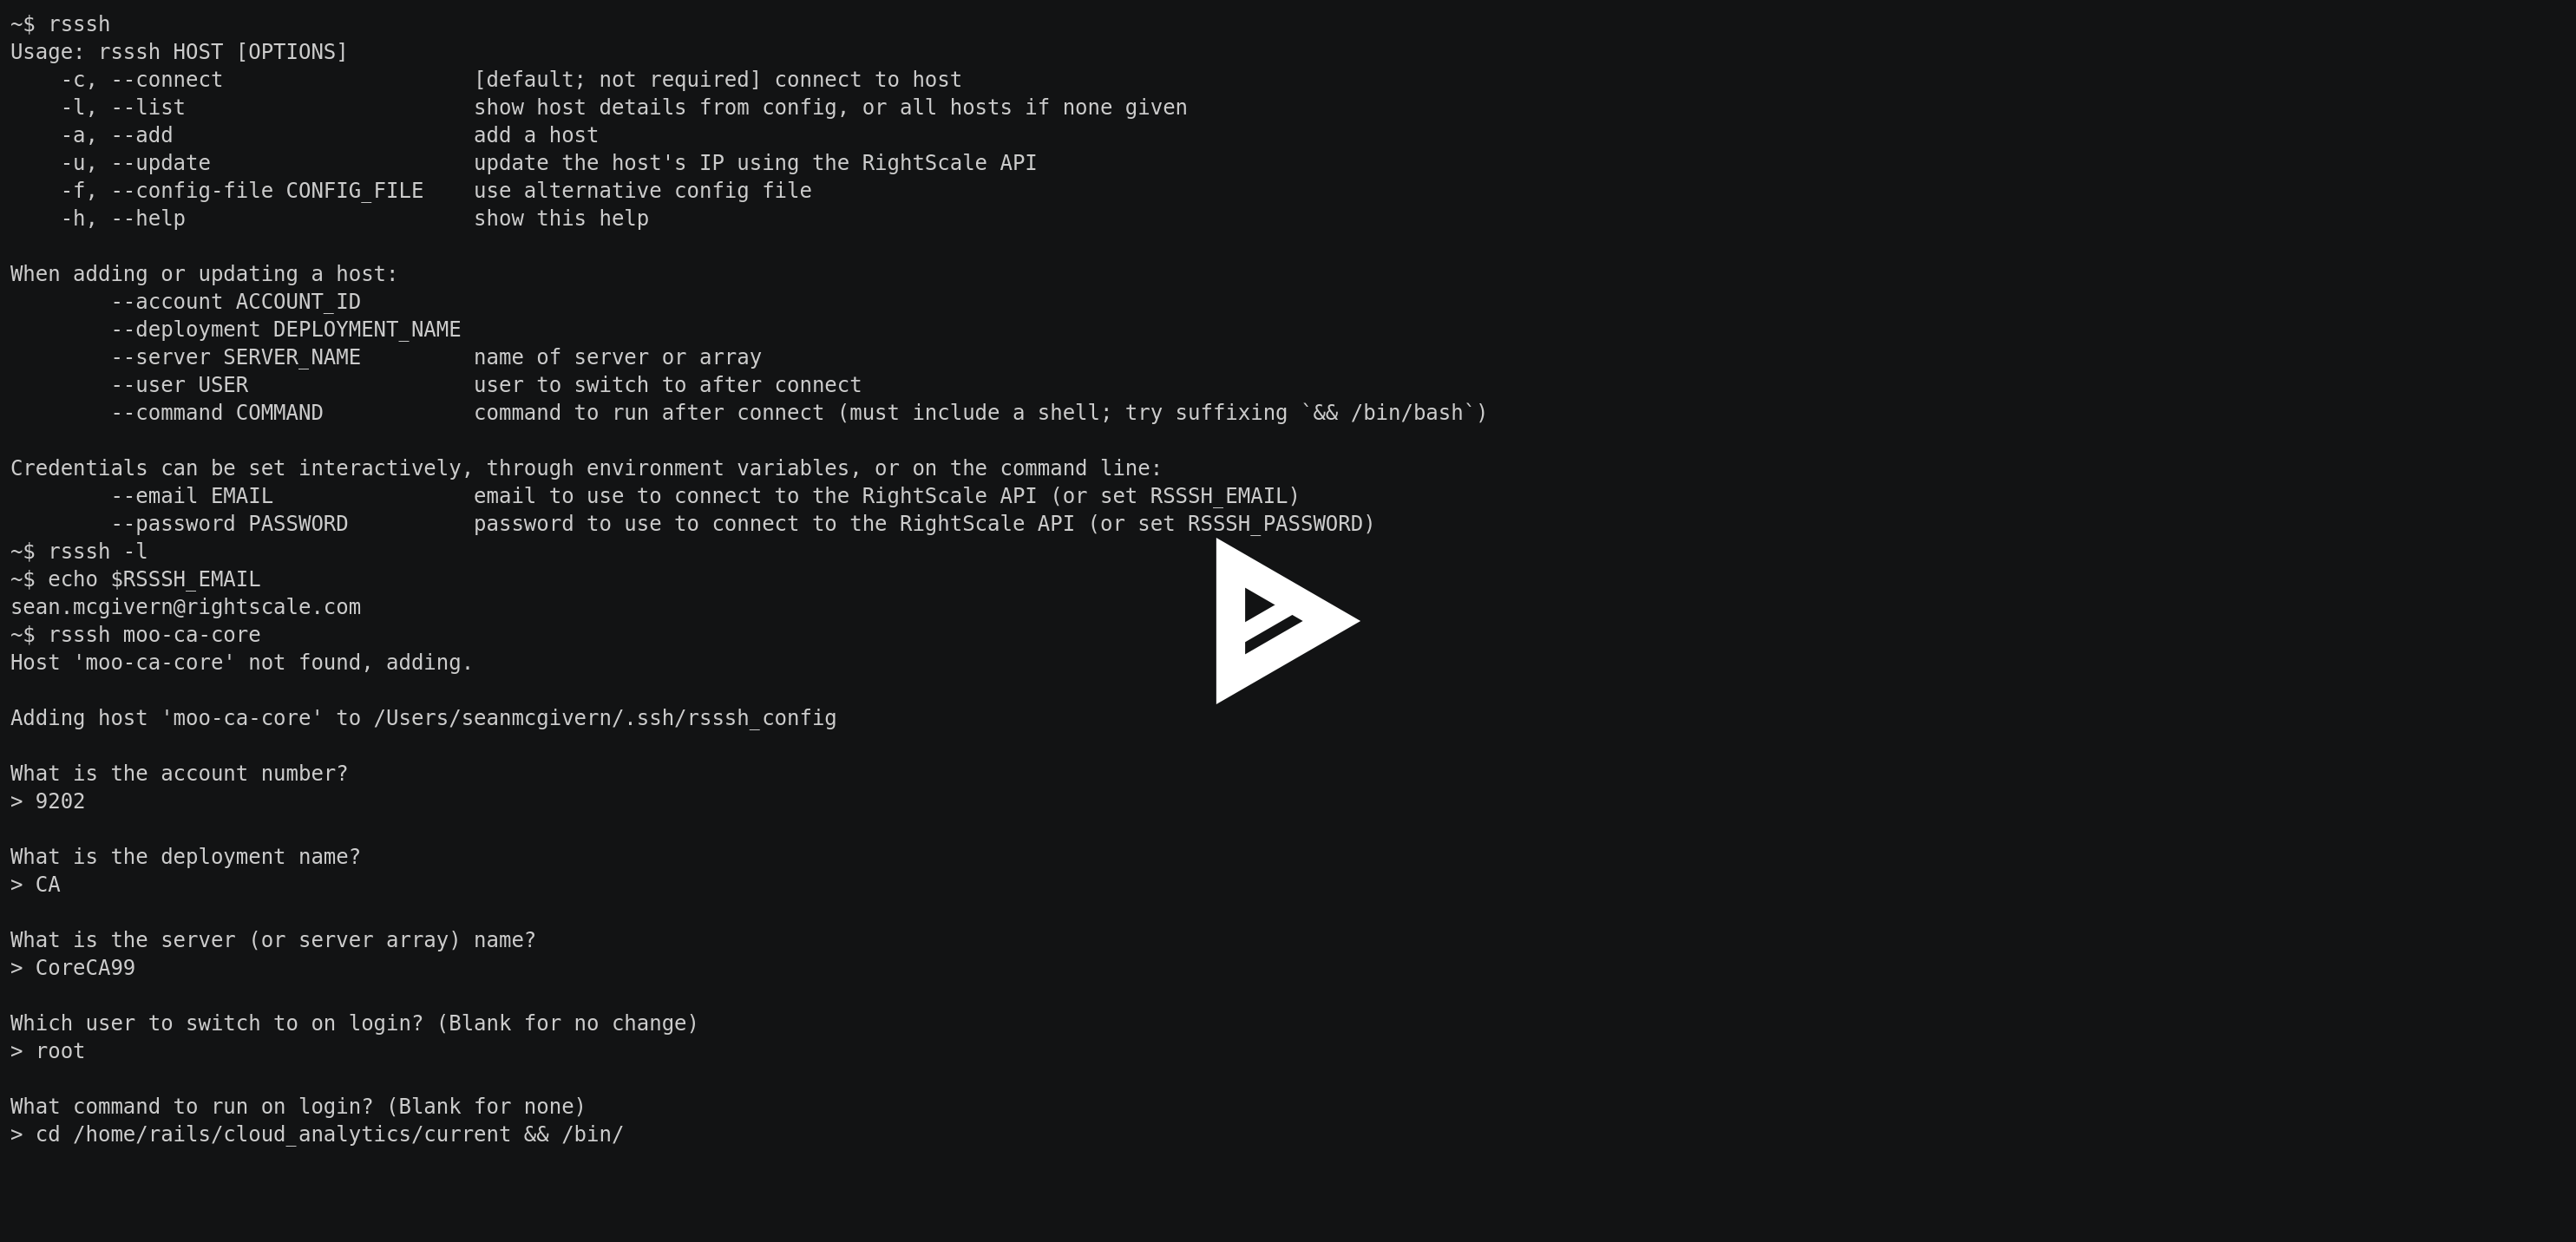 ~$ rsssh
Usage: rsssh HOST [OPTIONS]
    -c, --connect                    [default; not required] connect to host
    -l, --list                       show host details from config, or all hosts if none given
    -a, --add                        add a host
    -u, --update                     update the host's IP using the RightScale API
    -f, --config-file CONFIG_FILE    use alternative config file
    -h, --help                       show this help

When adding or updating a host:
        --account ACCOUNT_ID
        --deployment DEPLOYMENT_NAME
        --server SERVER_NAME         name of server or array
        --user USER                  user to switch to after connect
        --command COMMAND            command to run after connect (must include a shell; try suffixing `&& /bin/bash`)

Credentials can be set interactively, through environment variables, or on the command line:
        --email EMAIL                email to use to connect to the RightScale API (or set RSSSH_EMAIL)
        --password PASSWORD          password to use to connect to the RightScale API (or set RSSSH_PASSWORD)
~$ rsssh -l
~$ echo $RSSSH_EMAIL
sean.mcgivern@rightscale.com
~$ rsssh moo-ca-core
Host 'moo-ca-core' not found, adding.

Adding host 'moo-ca-core' to /Users/seanmcgivern/.ssh/rsssh_config

What is the account number?
> 9202

What is the deployment name?
> CA

What is the server (or server array) name?
> CoreCA99

Which user to switch to on login? (Blank for no change)
> root

What command to run on login? (Blank for none)
> cd /home/rails/cloud_analytics/current && /bin/